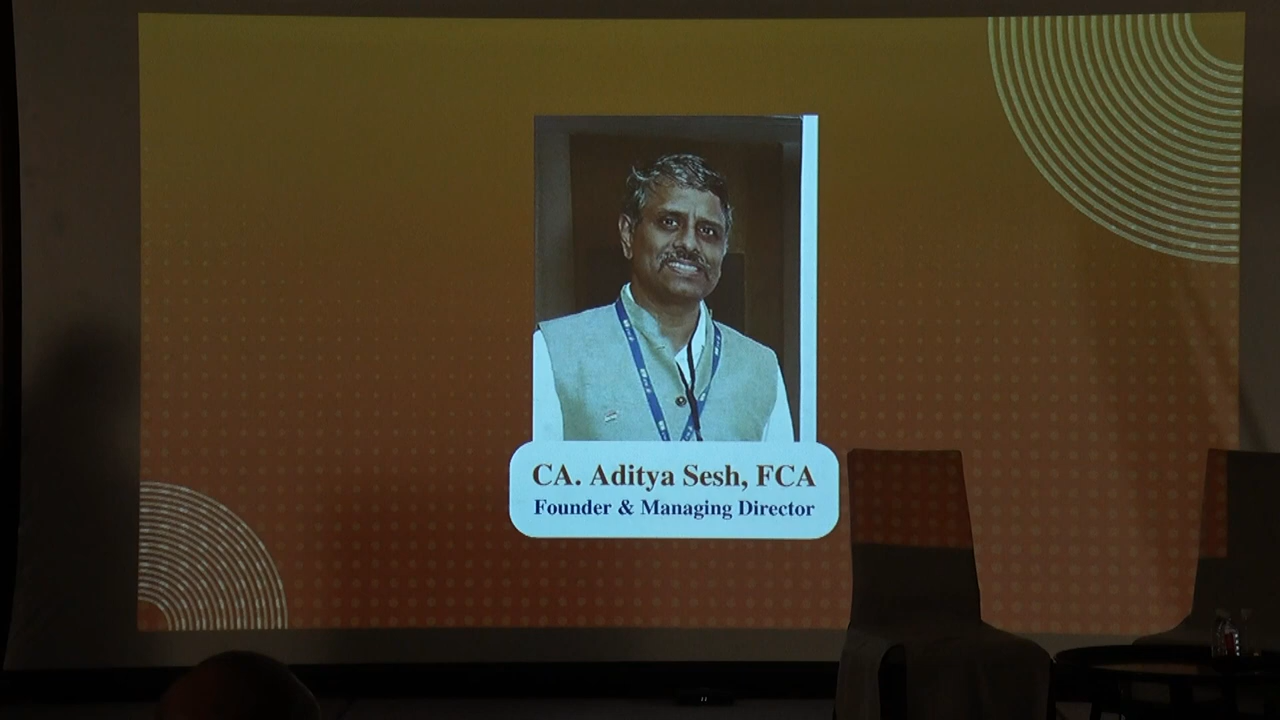 CA. Aditya Sesh, FCA
Founder & Managing Director